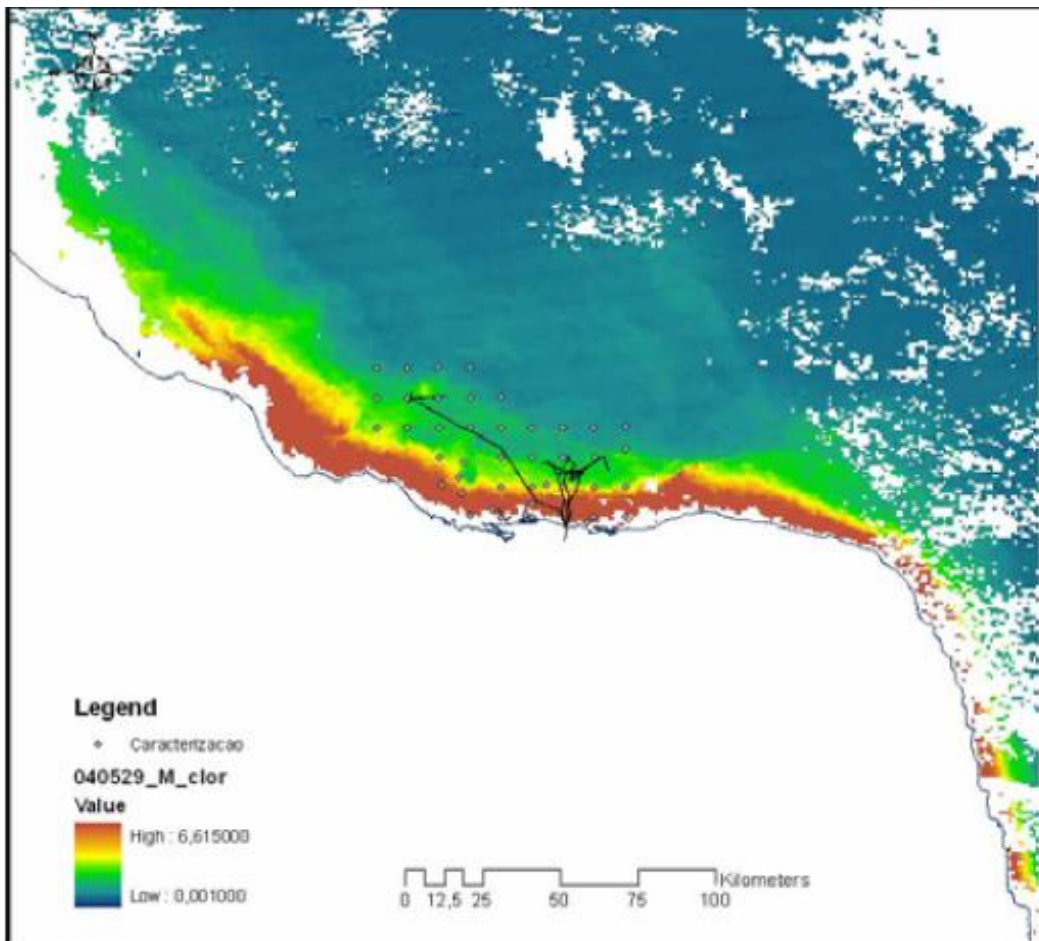 Legend
Caracterizacao
040529_M_clor
Value
High : 6,615000
Low : 0,001000
Kilometers
0 12,5 25 50 75 100